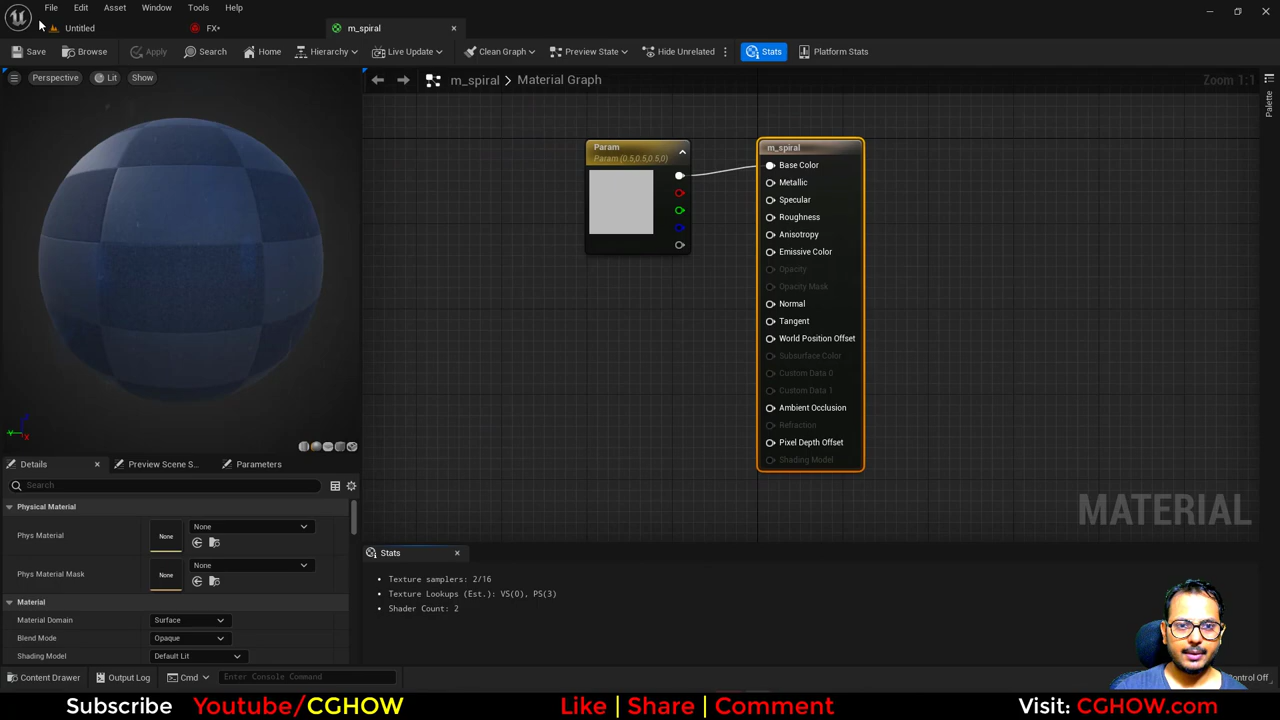 File Edit Asset Window Tools Help
Untitled FX• m_spiral
Save Browse Apply Search Home Hierarchy Live Update Clean Graph Preview State Hide Unrelated Stats Platform Stats
Perspective Lit Show
m_spiral > Material Graph Zoom 1:1
Palette
Param
Param (0.5,0.5,0.5,0)
m_spiral
Base Color
Metallic
Specular
Roughness
Anisotropy
Emissive Color
Opacity
Opacity Mask
Normal
Tangent
World Position Offset
Subsurface Color
Custom Data 0
Custom Data 1
Ambient Occlusion
Refraction
Pixel Depth Offset
Shading Model
MATERIAL
Details Preview Scene S... Parameters
Search
Physical Material
Phys Material None None
Phys Material Mask None None
Material
Material Domain Surface
Blend Mode Opaque
Shading Model Default Lit
Stats
Texture samplers: 2/16
Texture Lookups (Est.): VS(0), PS(3)
Shader Count: 2
Content Drawer Output Log Cmd Enter Console Command Control Off
Subscribe Youtube/CGHOW Like | Share | Comment Visit: CGHOW.com